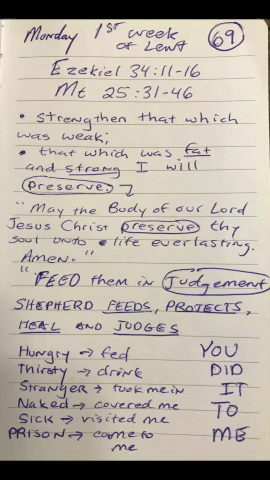 Monday 1ST week of Lent 69
Ezekiel 34:11-16
Mt 25:31-46
• strengthen that which
was weak;
• that which was fat
and strong I will
preserve.
"May the Body of our Lord
Jesus Christ preserve thy
soul undo life everlasting.
Amen."
"FEED them in Judgement
SHEPHERD FEEDS, PROTECTS,
HEAL AND JUDGES
Hungry → fed YOU
Thirsty → drink DID
Stranger → took me in IT
Naked → covered me TO
Sick → visited me
PRISON → come to me ME